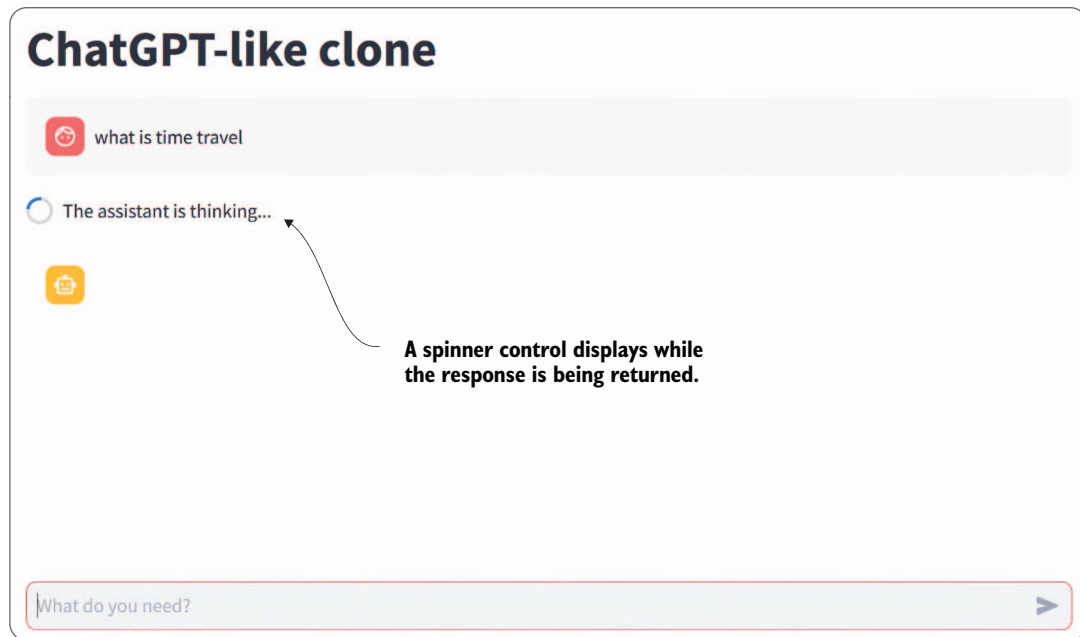 ChatGPT-like clone
what is time travel
The assistant is thinking...
A spinner control displays while
the response is being returned.
What do you need?